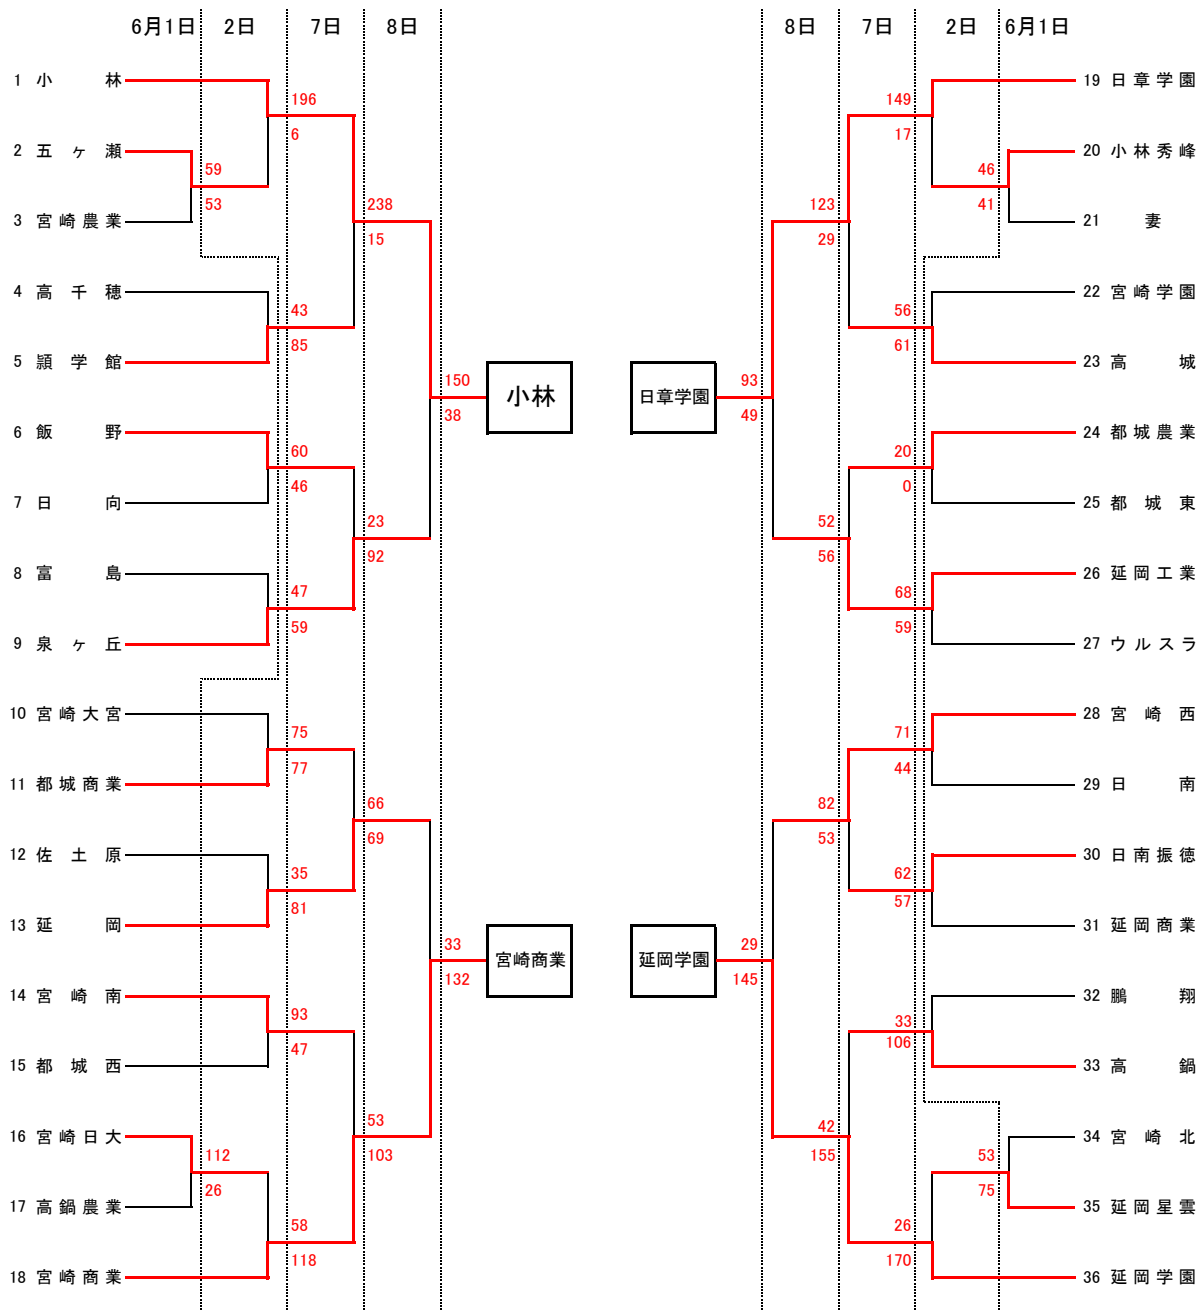 6月1日 2日 7日 8日 8日 7日 2日 6月1日
1 小林
196
6
2 五ヶ瀬
59
53
3 宮崎農業
238
15
4 高千穂
43
85
5 頴学館
150
38
小林
6 飯野
60
46
7 日向
23
92
8 富島
47
59
9 泉ヶ丘
10 宮崎大宮
75
77
11 都城商業
66
69
12 佐土原
35
81
13 延岡
33
132
宮崎商業
14 宮崎南
93
47
15 都城西
53
103
16 宮崎日大
112
26
17 高鍋農業
58
118
18 宮崎商業
19 日章学園
149
17
20 小林秀峰
46
41
21 妻
123
29
22 宮崎学園
56
61
23 高城
93
49
日章学園
24 都城農業
20
0
25 都城東
52
56
26 延岡工業
68
59
27 ウルスラ
28 宮崎西
71
44
29 日南
82
53
30 日南振徳
62
57
31 延岡商業
29
145
延岡学園
32 鵬翔
33
106
33 高鍋
42
155
34 宮崎北
53
75
35 延岡星雲
26
170
36 延岡学園